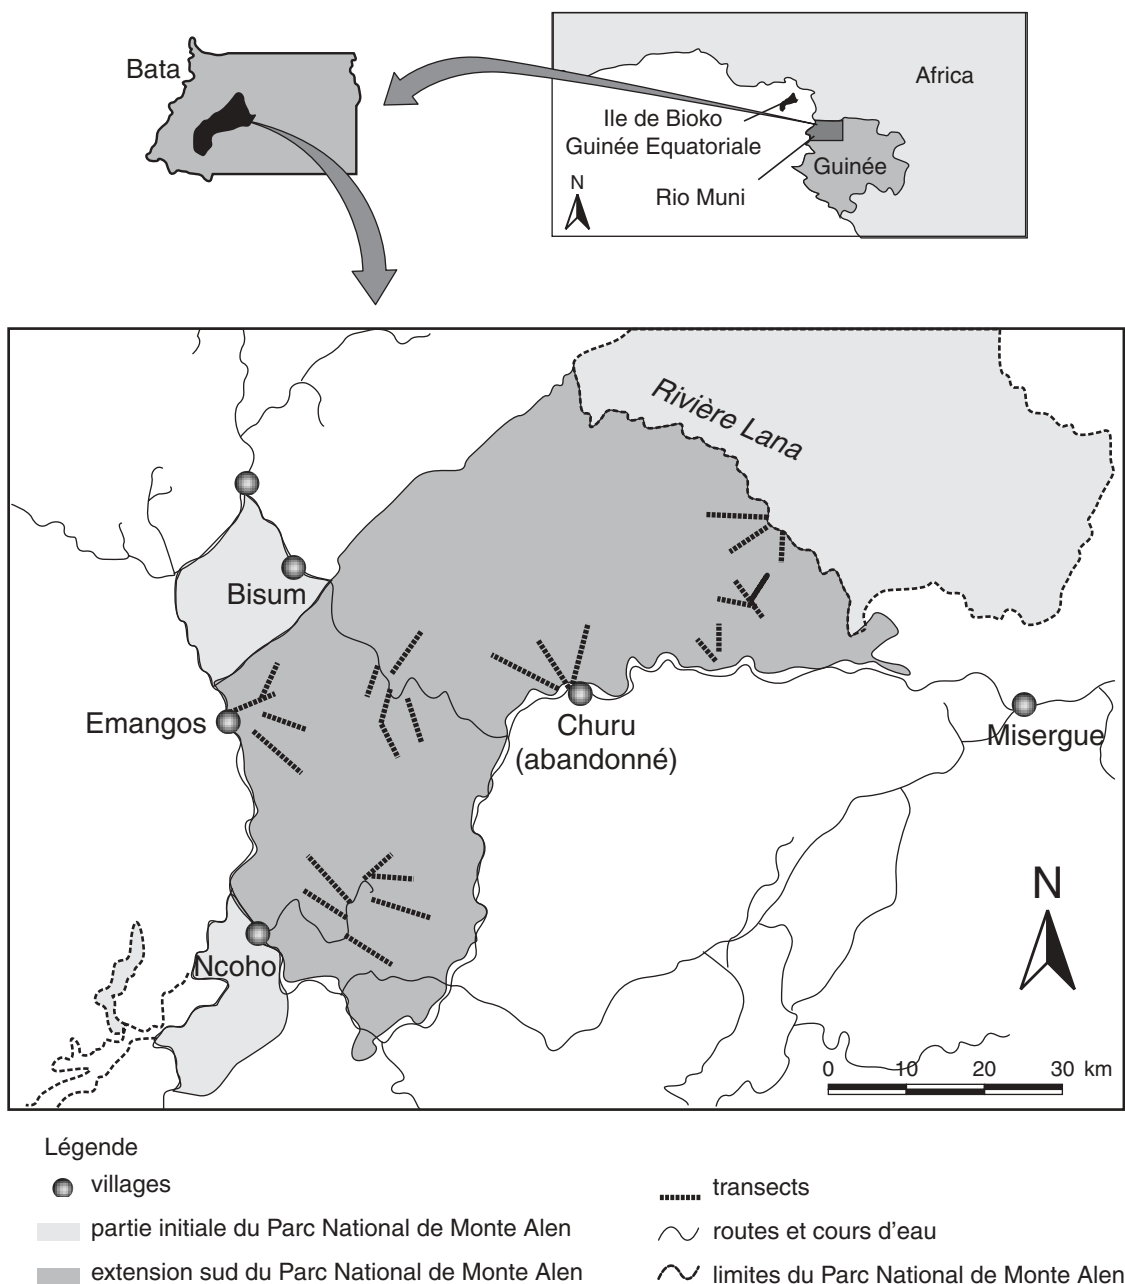 Bata
Africa
Ile de Bioko
Guinée Equatoriale
Guinée
Rio Muni
N
Rivière Lana
Bisum
Emangos
Churu
(abandonné)
Misergue
Ncoho
N
0 10 20 30 km
Légende
villages
partie initiale du Parc National de Monte Alen
extension sud du Parc National de Monte Alen
transects
routes et cours d'eau
limites du Parc National de Monte Alen